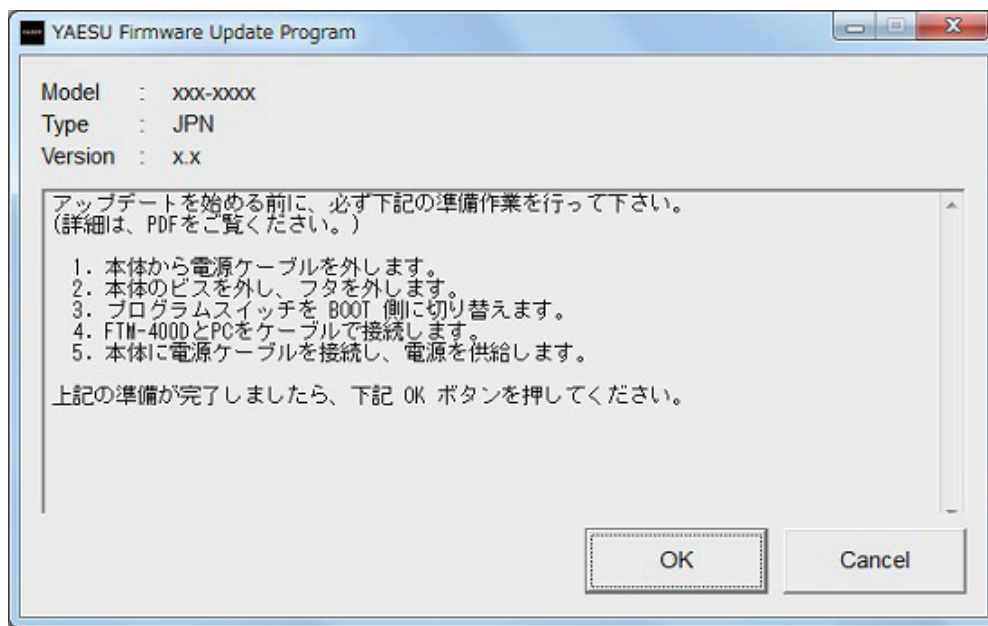 YAESU Firmware Update Program
Model : xxx-xxxx
Type : JPN
Version : x.x
アップデートを始める前に、必ず下記の準備作業を行って下さい。
(詳細は、PDFをご覧ください。)
1. 本体から電源ケーブルを外します。
2. 本体のビスを外し、フタを外します。
3. プログラムスイッチを BOOT 側に切り替えます。
4. FTM-400DとPCをケーブルで接続します。
5. 本体に電源ケーブルを接続し、電源を供給します。
上記の準備が完了しましたら、下記 OK ボタンを押してください。
OK
Cancel